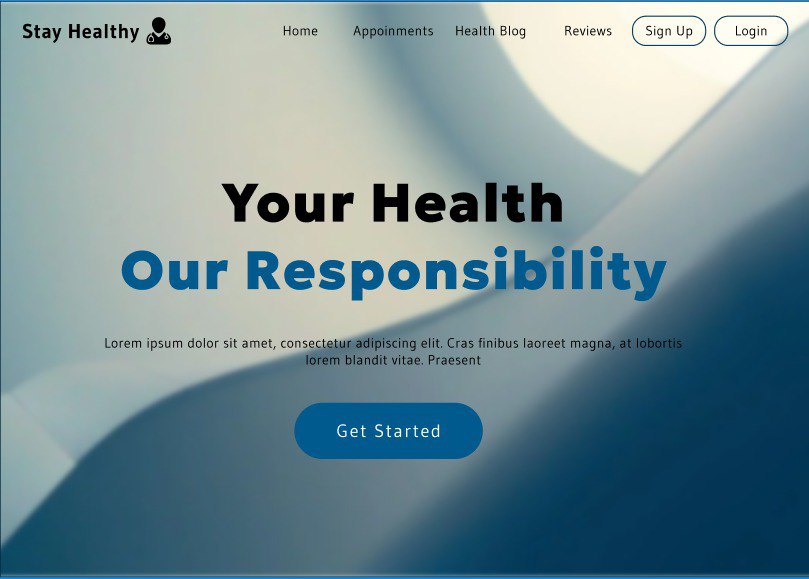 Stay Healthy
Home
Appoinments
Health Blog
Reviews
Sign Up
Login
Your Health
Our Responsibility
Lorem ipsum dolor sit amet, consectetur adipiscing elit. Cras finibus laoreet magna, at lobortis
lorem blandit vitae. Praesent
Get Started